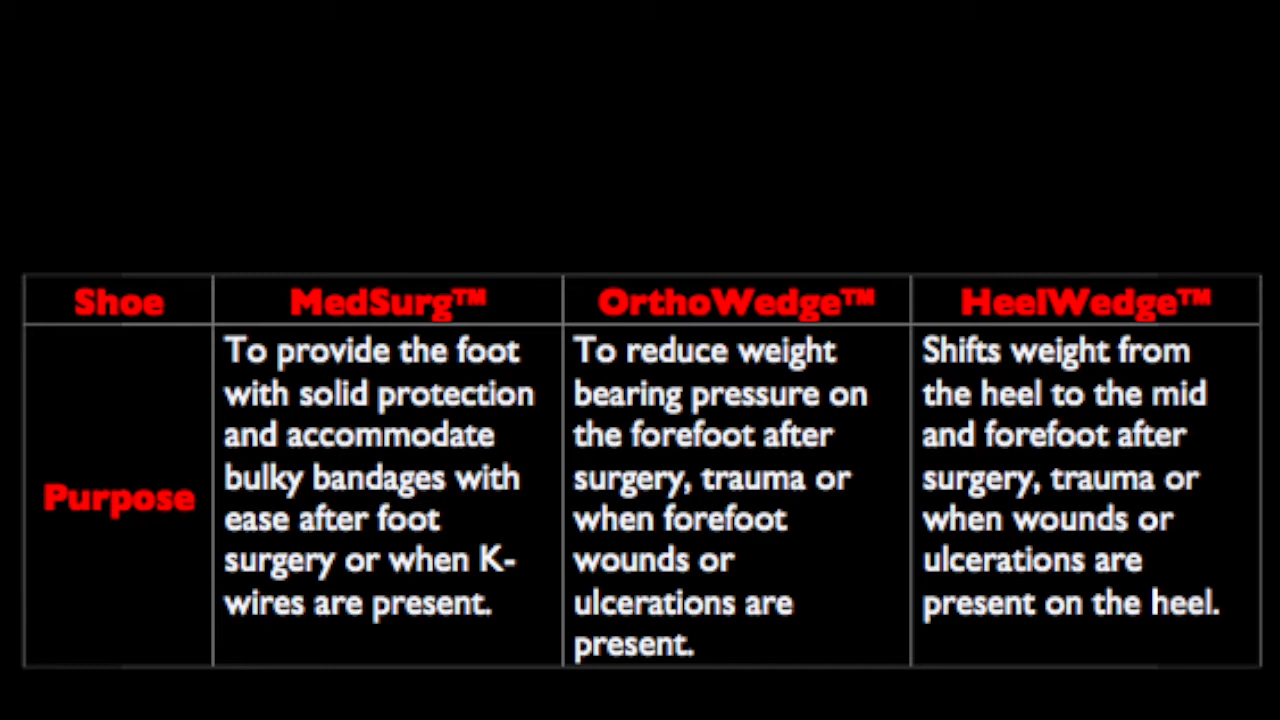 Shoe MedSurg™ OrthoWedge™ HeelWedge™
Purpose
To provide the foot
with solid protection
and accommodate
bulky bandages with
ease after foot
surgery or when K-
wires are present.
To reduce weight
bearing pressure on
the forefoot after
surgery, trauma or
when forefoot
wounds or
ulcerations are
present.
Shifts weight from
the heel to the mid
and forefoot after
surgery, trauma or
when wounds or
ulcerations are
present on the heel.